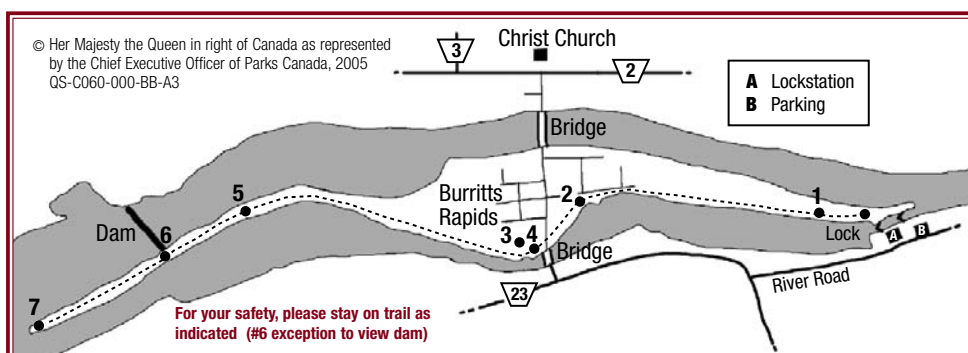 © Her Majesty the Queen in right of Canada as represented
by the Chief Executive Officer of Parks Canada, 2005
QS-C060-000-BB-A3
3
Christ Church
2
A Lockstation
B Parking
Bridge
Burritts
Rapids
Dam
5
6
7
3
4
2
1
Lock
A
B
Bridge
23
River Road
For your safety, please stay on trail as
indicated (#6 exception to view dam)